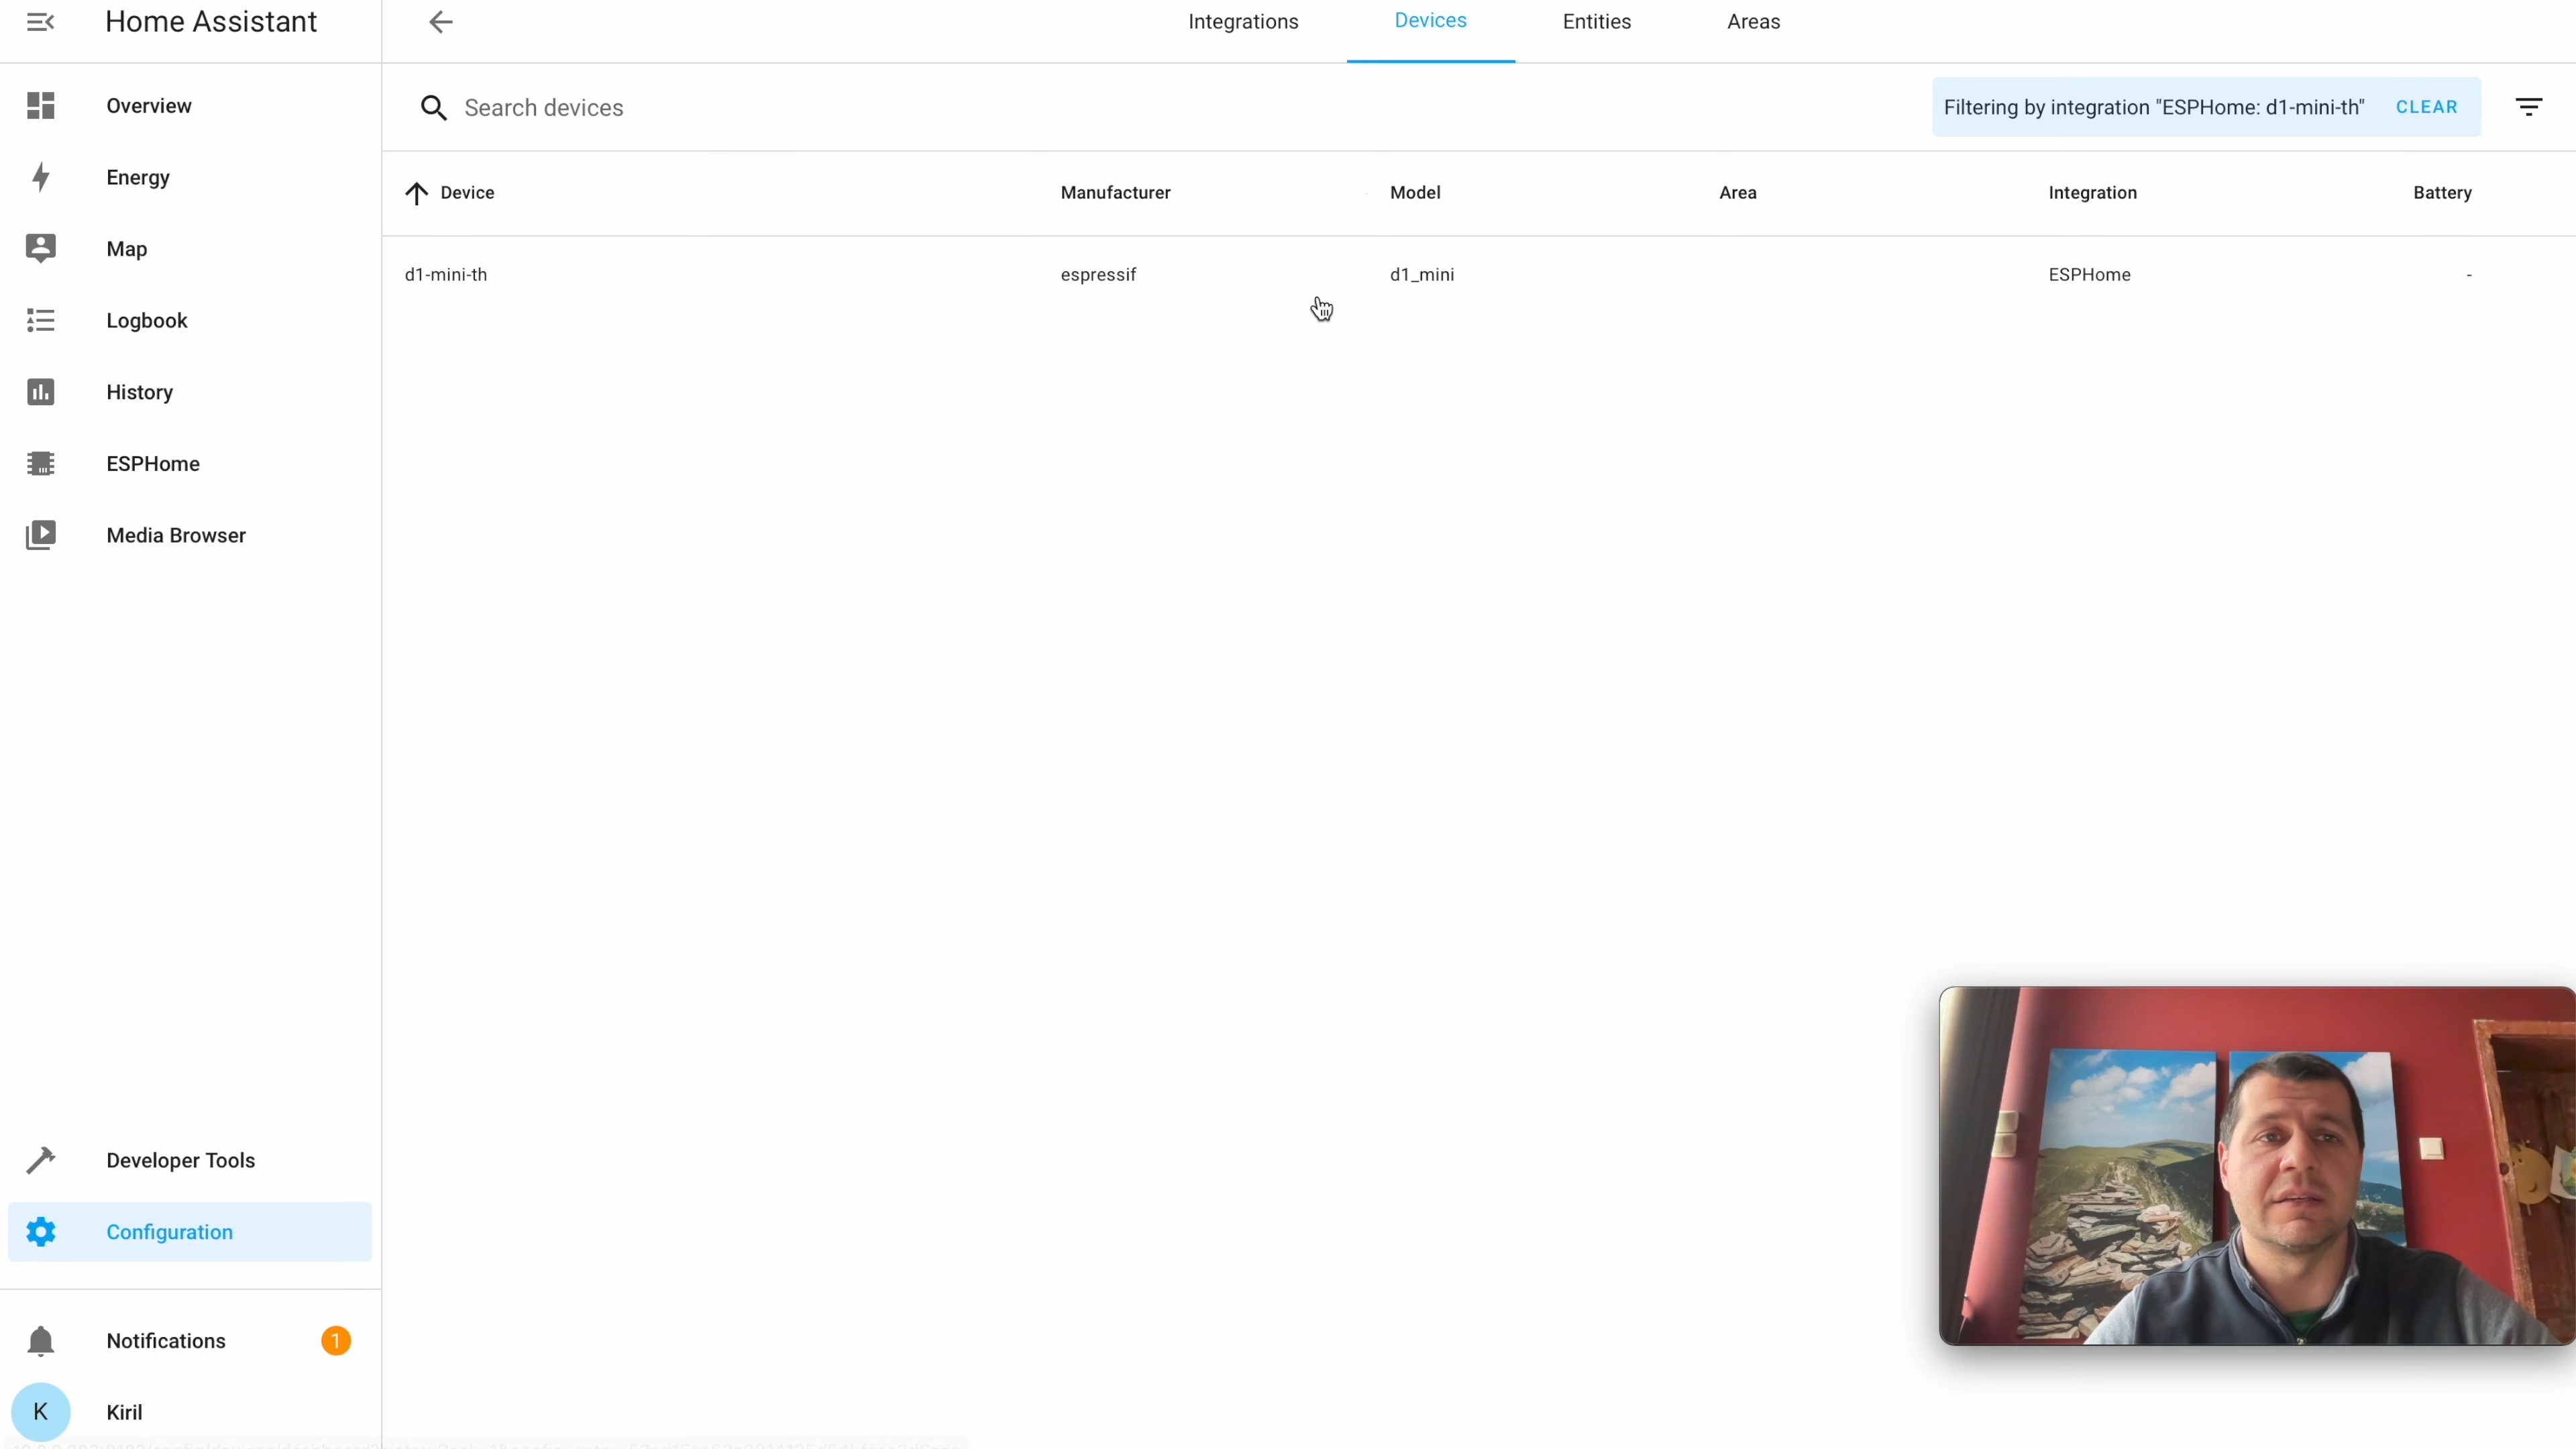 Home Assistant
Integrations Devices Entities Areas
Overview
Search devices
Filtering by integration "ESPHome: d1-mini-th" CLEAR
Energy
Device Manufacturer Model Area Integration Battery
Map
d1-mini-th espressif d1_mini ESPHome -
Logbook
History
ESPHome
Media Browser
Developer Tools
Configuration
Notifications 1
K Kiril